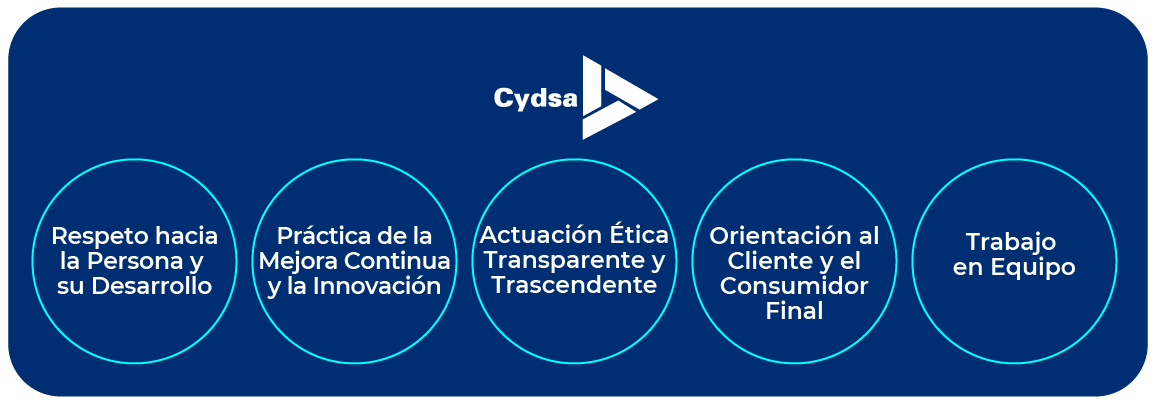 Cydsa
Respeto hacia
la Persona y
su Desarrollo
Práctica de la
Mejora Continua
y la Innovación
Actuación Ética
Transparente y
Trascendente
Orientación al
Cliente y el
Consumidor
Final
Trabajo
en Equipo